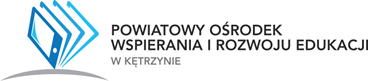 POWIATOWY OŚRODEK
WSPIERANIA I ROZWOJU EDUKACJI
W KĘTRZYNIE